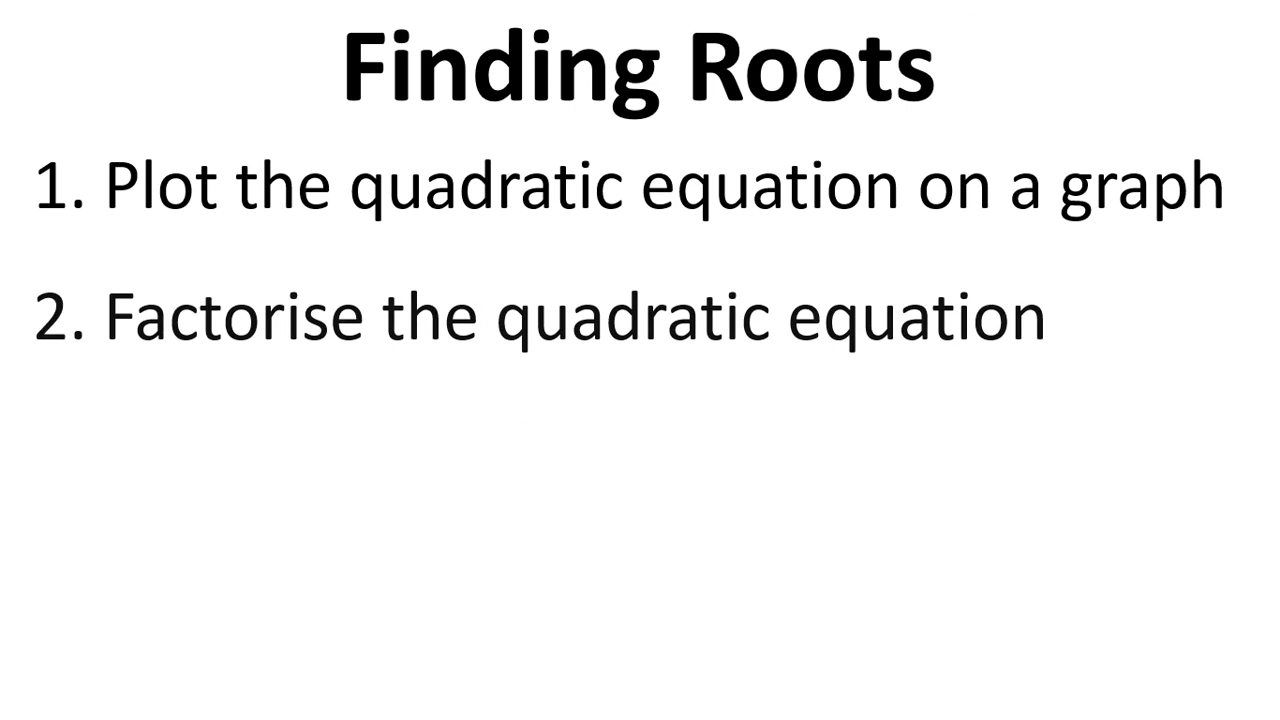 Finding Roots
1. Plot the quadratic equation on a graph
2. Factorise the quadratic equation